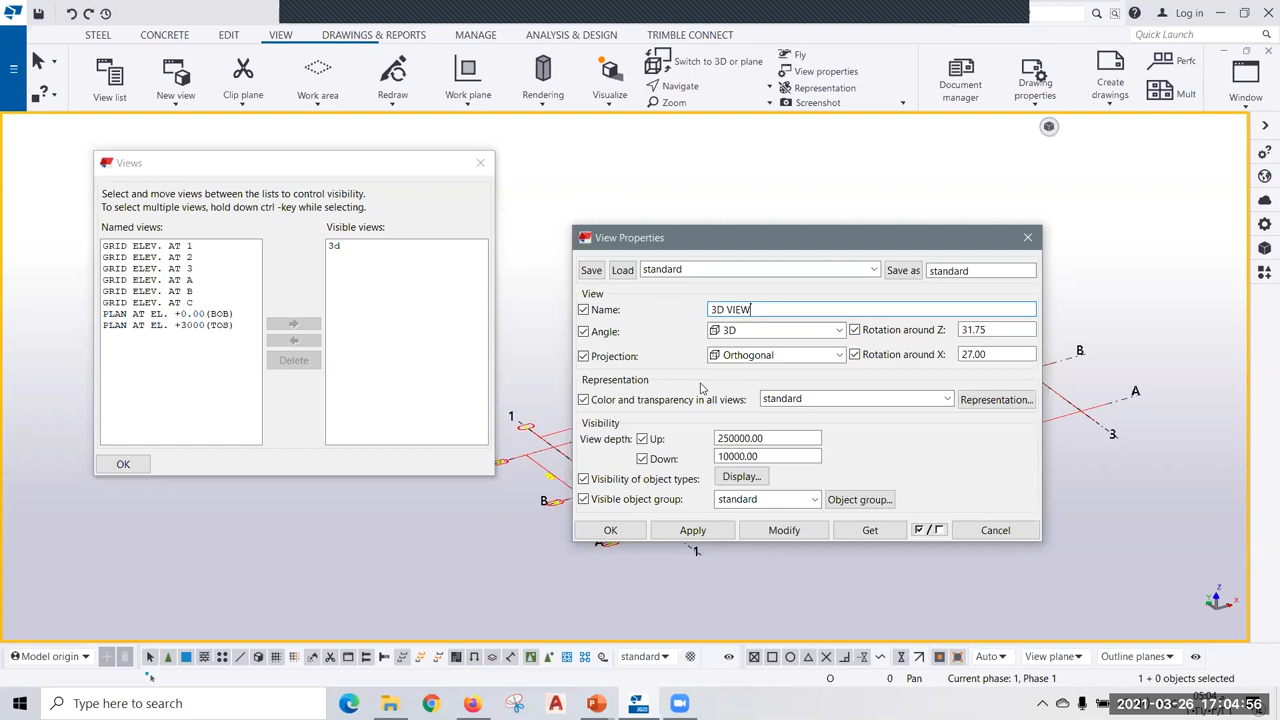 Log in
STEEL CONCRETE EDIT VIEW DRAWINGS & REPORTS MANAGE ANALYSIS & DESIGN TRIMBLE CONNECT
Quick Launch
View list
New view
Clip plane
Work area
Redraw
Work plane
Rendering
Visualize
Switch to 3D or plane
Navigate
Zoom
Fly
View properties
Representation
Screenshot
Document manager
Drawing properties
Create drawings
Perfc
Mult
Window
Views
Select and move views between the lists to control visibility.
To select multiple views, hold down ctrl -key while selecting.
Named views:
Visible views:
GRID ELEV. AT 1
GRID ELEV. AT 2
GRID ELEV. AT 3
GRID ELEV. AT A
GRID ELEV. AT B
GRID ELEV. AT C
PLAN AT EL. +0.00(BOB)
PLAN AT EL. +3000(TOS)
3d
Delete
OK
View Properties
Save Load standard Save as standard
View
Name: 3D VIEW
Angle: 3D Rotation around Z: 31.75
Projection: Orthogonal Rotation around X: 27.00
Representation
Color and transparency in all views: standard Representation...
Visibility
View depth: Up: 250000.00
Down: 10000.00
Visibility of object types: Display...
Visible object group: standard Object group...
OK Apply Modify Get Cancel
B
A
3
1
B
A
1
Z
X
Model origin
standard
Auto
View plane
Outline planes
O 0 Pan Current phase: 1, Phase 1 1 + 0 objects selected
Type here to search
05:04
2021-03-26 17:04:56